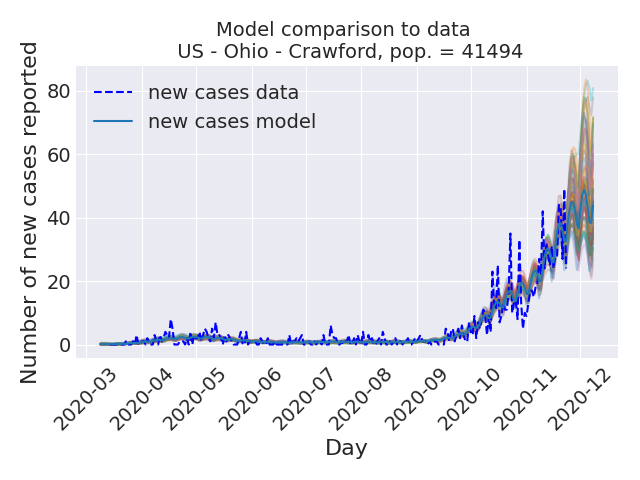 Model comparison to data
US - Ohio - Crawford, pop. = 41494
Number of new cases reported
80
60
40
20
0
new cases data
new cases model
2020-03
2020-04
2020-05
2020-06
2020-07
2020-08
2020-09
2020-10
2020-11
2020-12
Day